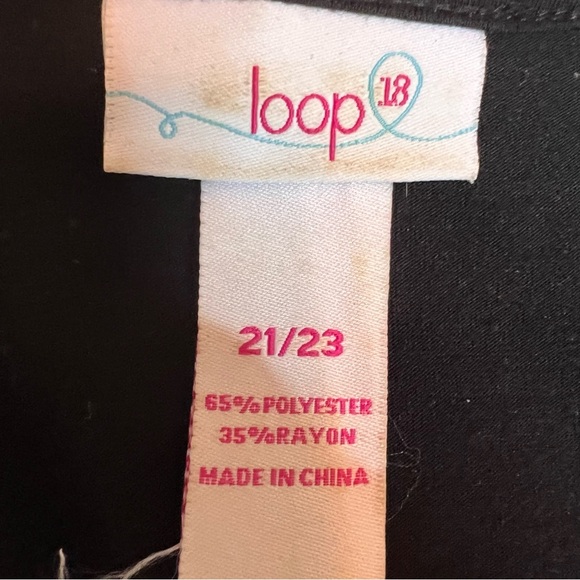 loop 18
21/23
65%POLYESTER
35%RAYON
MADE IN CHINA